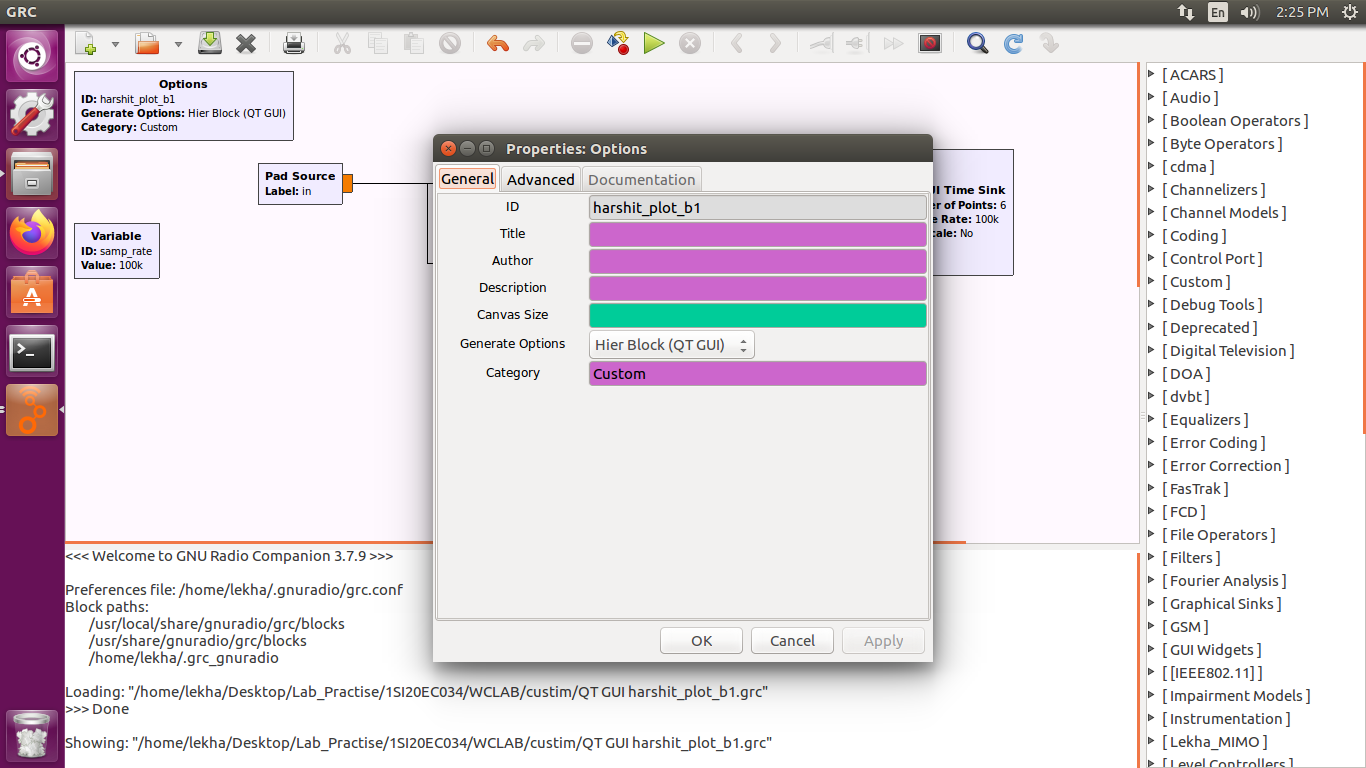 GRC
En
2:25 PM
Options
ID: harshit_plot_b1
Generate Options: Hier Block (QT GUI)
Category: Custom
Pad Source
Label: in
Variable
ID: samp_rate
Value: 100k
I Time Sink
er of Points: 6
e Rate: 100k
cale: No
Properties: Options
General
Advanced
Documentation
ID
harshit_plot_b1
Title
Author
Description
Canvas Size
Generate Options
Hier Block (QT GUI)
Category
Custom
OK
Cancel
Apply
[ ACARS ]
[ Audio ]
[ Boolean Operators ]
[ Byte Operators ]
[ cdma ]
[ Channelizers ]
[ Channel Models ]
[ Coding ]
[ Control Port ]
[ Custom ]
[ Debug Tools ]
[ Deprecated ]
[ Digital Television ]
[ DOA ]
[ dvbt ]
[ Equalizers ]
[ Error Coding ]
[ Error Correction ]
[ FasTrak ]
[ FCD ]
[ File Operators ]
[ Filters ]
[ Fourier Analysis ]
[ Graphical Sinks ]
[ GSM ]
[ GUI Widgets ]
[ [IEEE802.11] ]
[ Impairment Models ]
[ Instrumentation ]
[ Lekha_MIMO ]
[ Level Controllers ]
<<< Welcome to GNU Radio Companion 3.7.9 >>>
Preferences file: /home/lekha/.gnuradio/grc.conf
Block paths:
/usr/local/share/gnuradio/grc/blocks
/usr/share/gnuradio/grc/blocks
/home/lekha/.grc_gnuradio
Loading: "/home/lekha/Desktop/Lab_Practise/1SI20EC034/WCLAB/custim/QT GUI harshit_plot_b1.grc"
>>> Done
Showing: "/home/lekha/Desktop/Lab_Practise/1SI20EC034/WCLAB/custim/QT GUI harshit_plot_b1.grc"